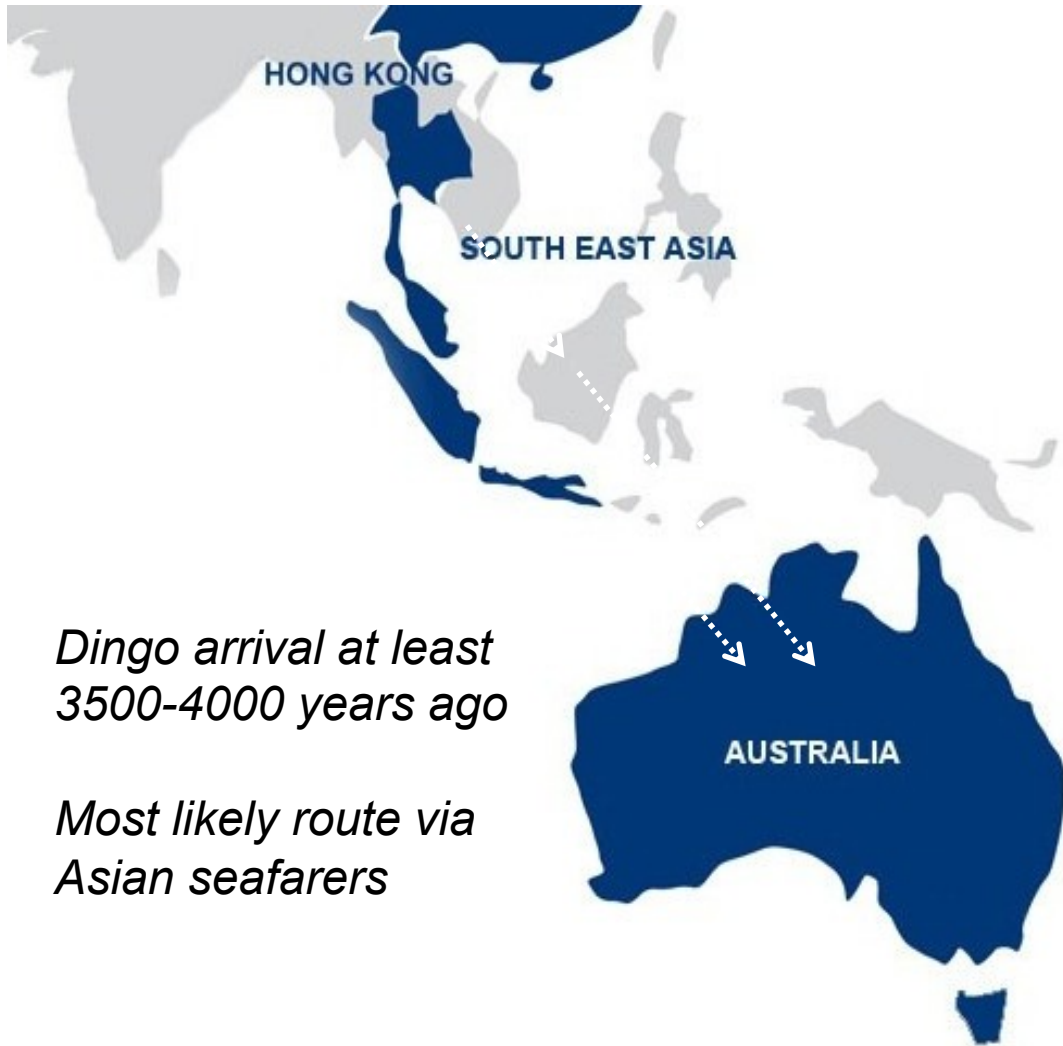 HONG KONG
SOUTH EAST ASIA
Dingo arrival at least
3500-4000 years ago
AUSTRALIA
Most likely route via
Asian seafarers